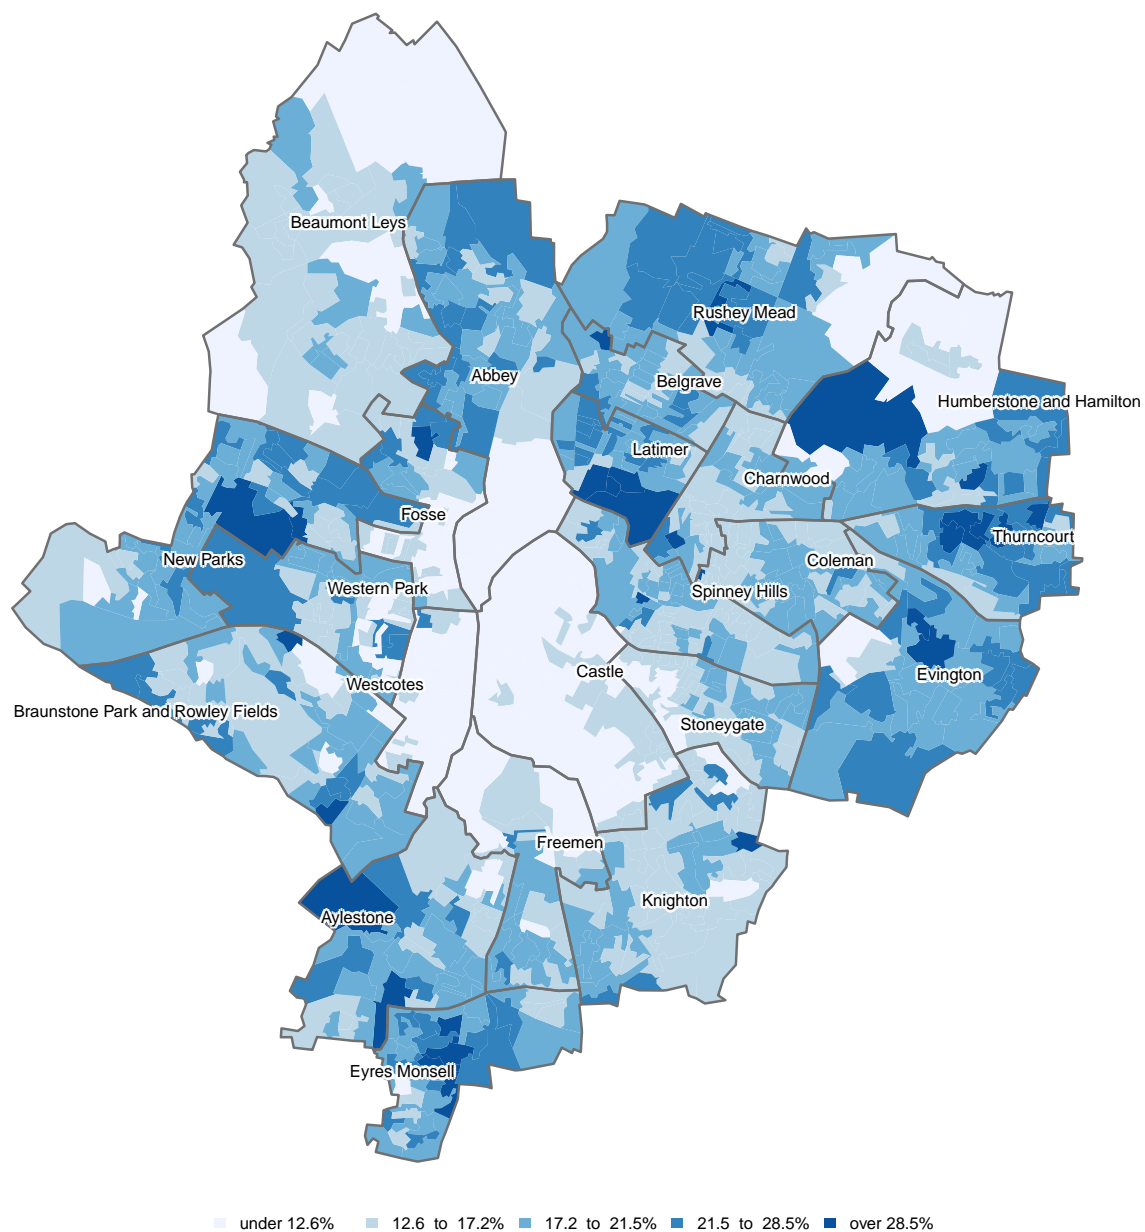 Beaumont Leys
Rushey Mead
Abbey
Belgrave
Humberstone and Hamilton
Latimer
Charnwood
Fosse
Thurncourt
New Parks
Coleman
Western Park
Spinney Hills
Castle
Evington
Westcotes
Braunstone Park and Rowley Fields
Stoneygate
Freemen
Knighton
Aylestone
Eyres Monsell
under 12.6% 12.6 to 17.2% 17.2 to 21.5% 21.5 to 28.5% over 28.5%